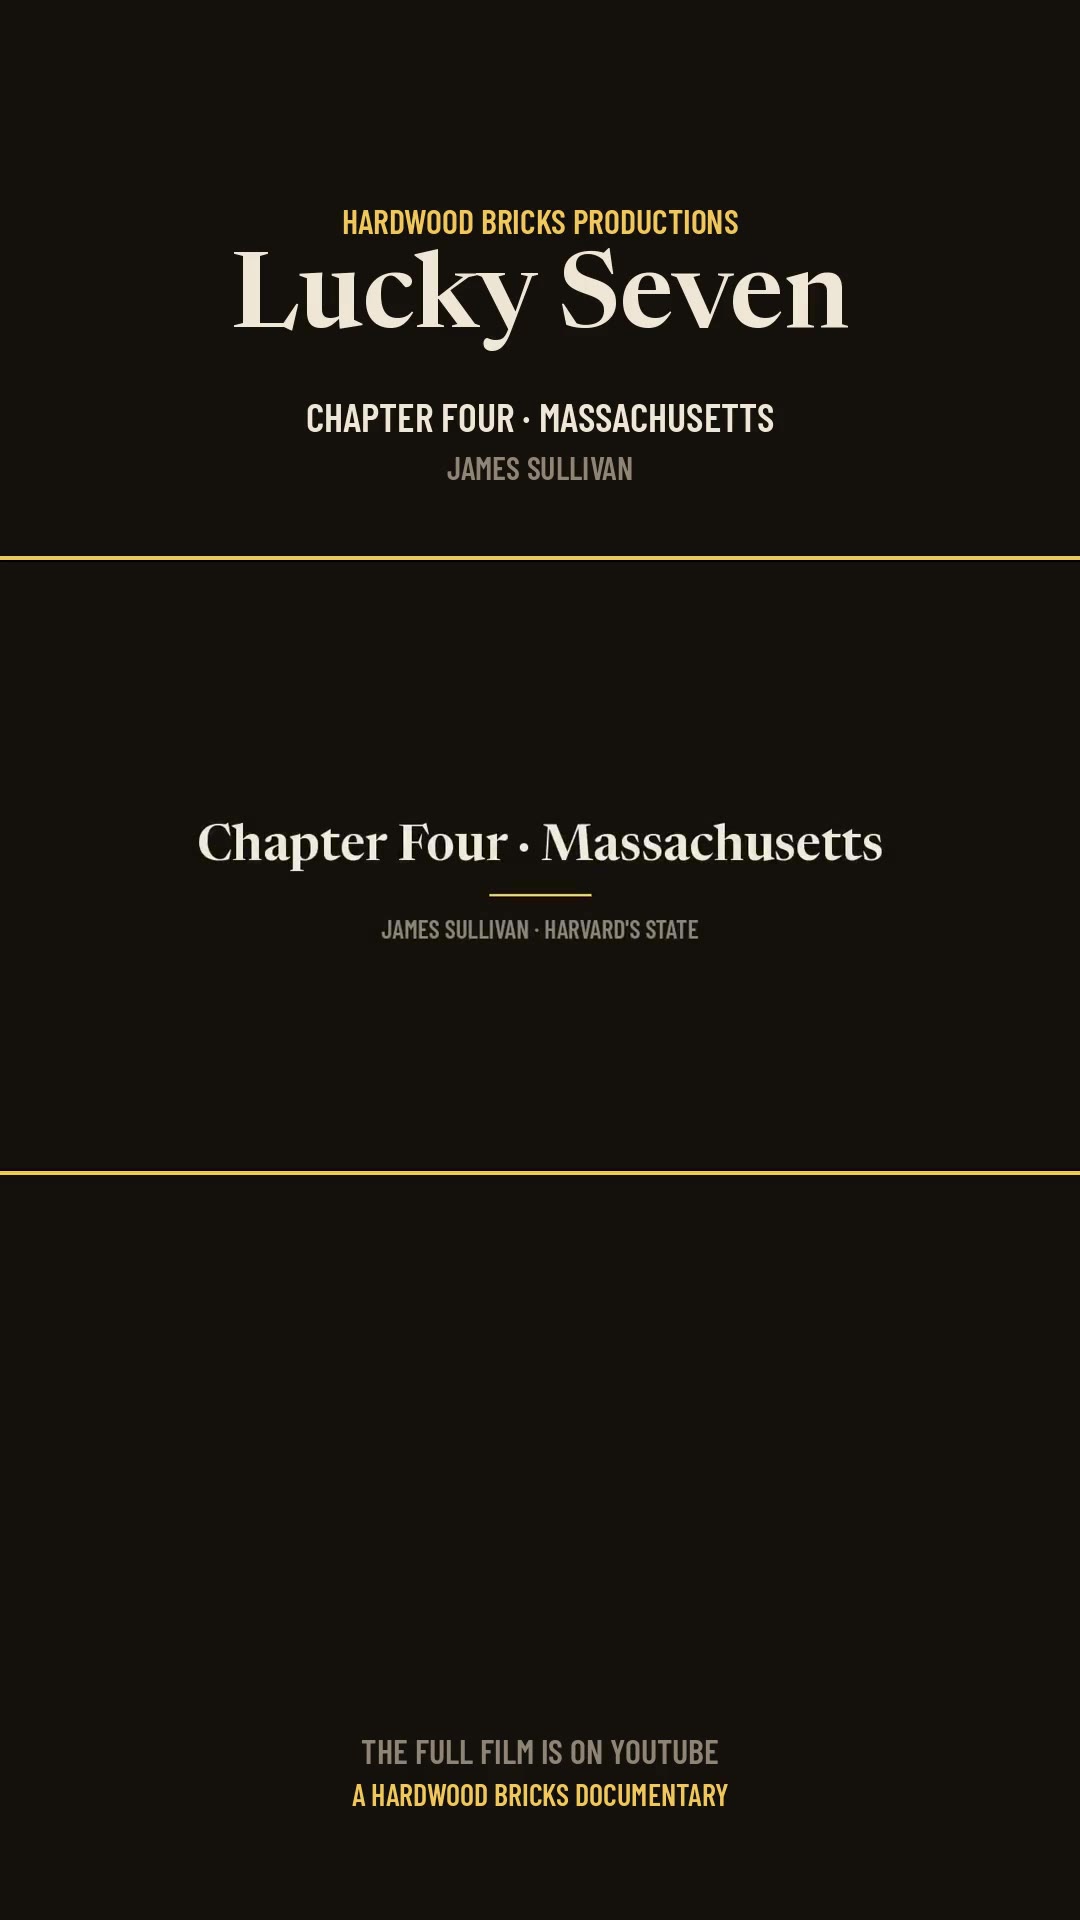 HARDWOOD BRICKS PRODUCTIONS
Lucky Seven
CHAPTER FOUR · MASSACHUSETTS
JAMES SULLIVAN
Chapter Four · Massachusetts
JAMES SULLIVAN · HARVARD'S STATE
THE FULL FILM IS ON YOUTUBE
A HARDWOOD BRICKS DOCUMENTARY